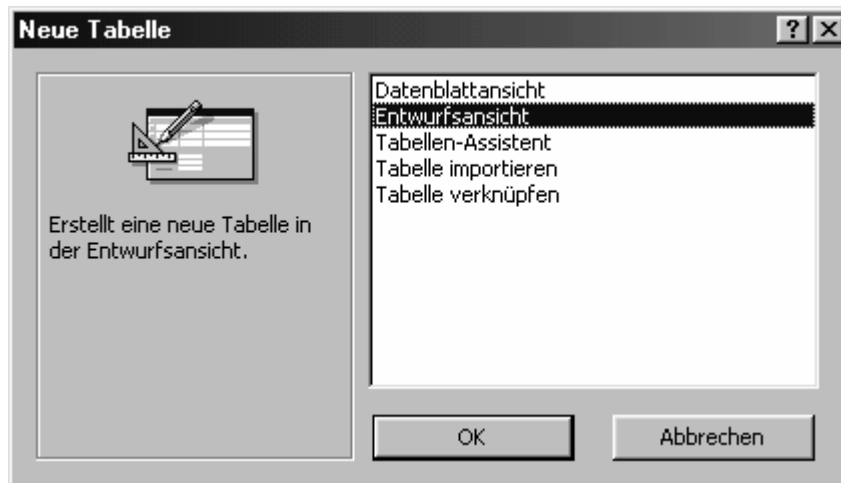 Neue Tabelle
Erstellt eine neue Tabelle in
der Entwurfsansicht.
Datenblattansicht
Entwurfsansicht
Tabellen-Assistent
Tabelle importieren
Tabelle verknüpfen
OK
Abbrechen